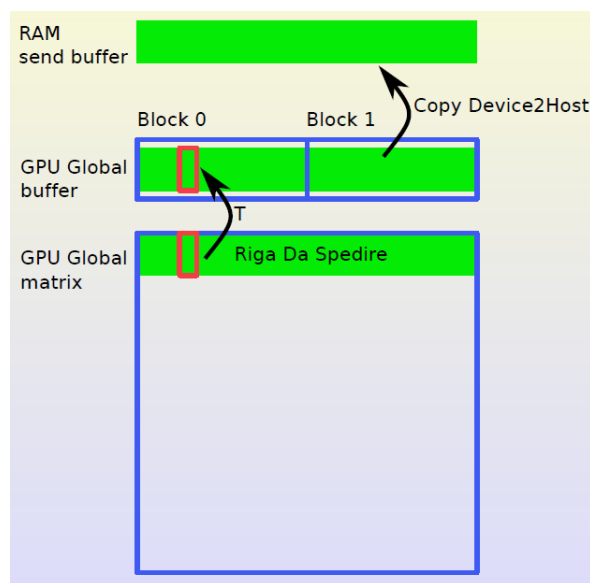 RAM
send buffer
Copy Device2Host
Block 0
Block 1
GPU Global
buffer
T
GPU Global
matrix
Riga Da Spedire